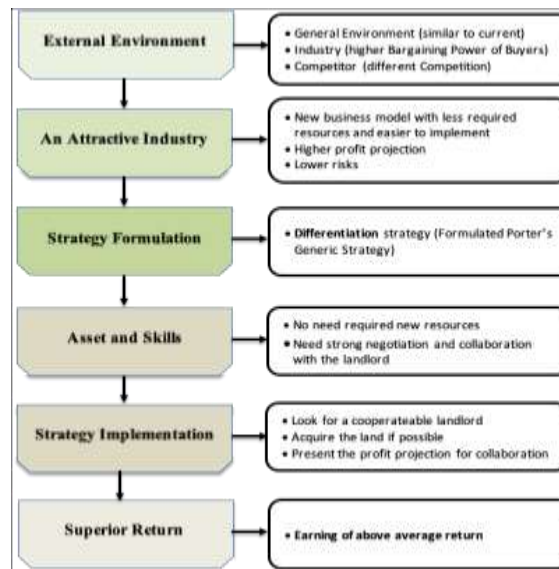 External Environment
• General Environment (similar to current)
• Industry (higher Bargaining Power of Buyers)
• Competitor (different Competition)
An Attractive Industry
• New business model with less required
resources and easier to implement
• Higher profit projection
• Lower risks
Strategy Formulation
• Differentiation strategy (Formulated Porter's
Generic Strategy)
Asset and Skills
• No need required new resources
• Need strong negotiation and collaboration
with the landlord
Strategy Implementation
• Look for a cooperateable landlord
• Acquire the land if possible
• Present the profit projection for collaboration
Superior Return
• Earning of above average return